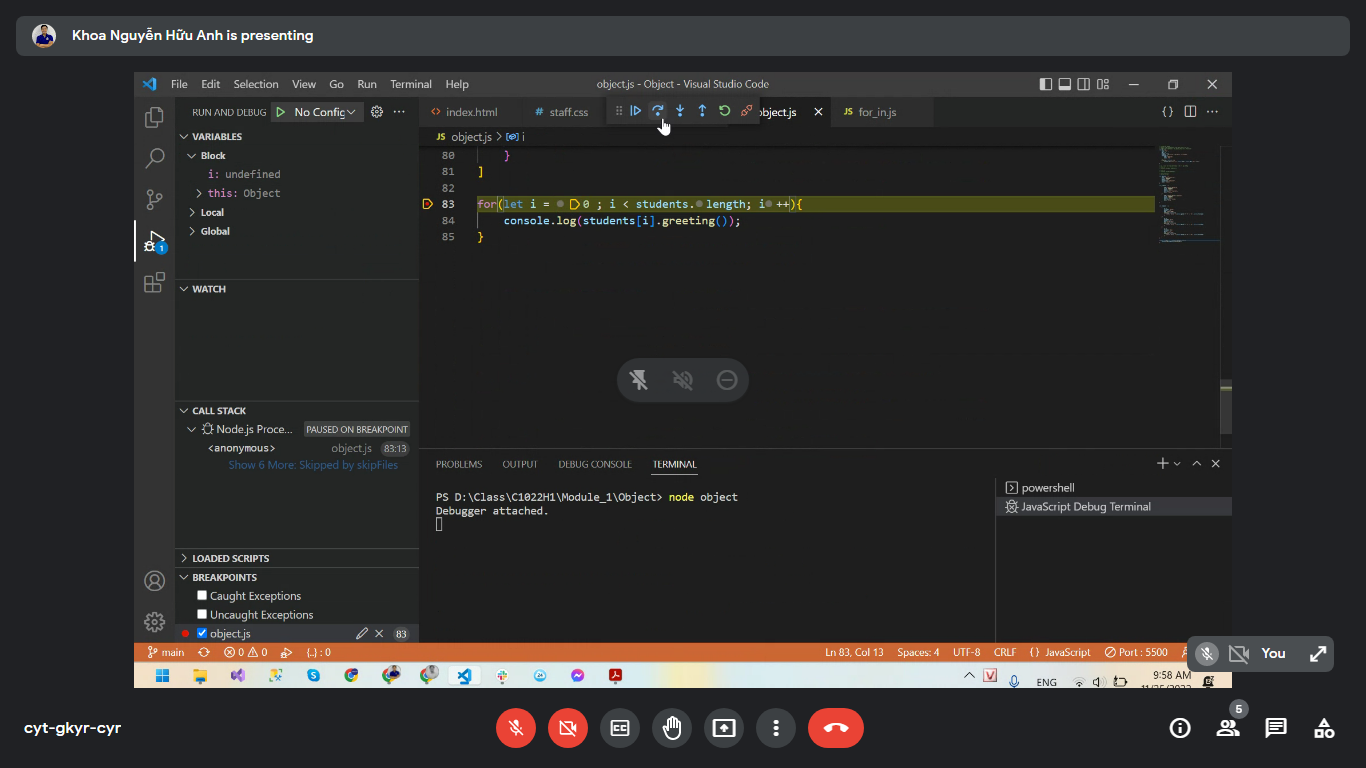 Khoa Nguyễn Hữu Anh is presenting
File Edit Selection View Go Run Terminal Help
object.js - Object - Visual Studio Code
RUN AND DEBUG No Config
index.html
# staff.css
object.js
JS for_in.js
JS object.js > i
VARIABLES
Block
i: undefined
this: Object
Local
Global
WATCH
CALL STACK
Node.js Proce... PAUSED ON BREAKPOINT
<anonymous> object.js 83:13
Show 6 More: Skipped by skipFiles
LOADED SCRIPTS
BREAKPOINTS
Caught Exceptions
Uncaught Exceptions
object.js 83
80 }
81 ]
82
83 for(let i = 0 ; i < students. length; i ++){
84 console.log(students[i].greeting());
85 }
PROBLEMS OUTPUT DEBUG CONSOLE TERMINAL
PS D:\Class\C1022H1\Module_1\Object> node object
Debugger attached.
powershell
JavaScript Debug Terminal
main 0 0 {..} : 0
Ln 83, Col 13 Spaces: 4 UTF-8 CRLF {} JavaScript Port : 5500
1
ENG
9:58 AM
You
cyt-gkyr-cyr
5